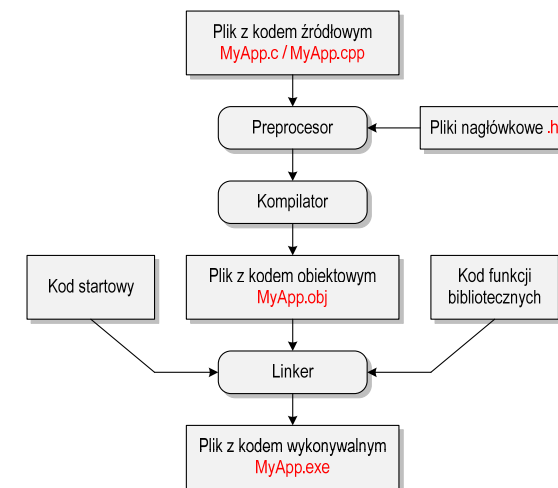 Plik z kodem źródłowym
MyApp.c / MyApp.cpp
Preprocesor
Pliki nagłówkowe .h
Kompilator
Kod startowy
Plik z kodem obiektowym
MyApp.obj
Kod funkcji
bibliotecznych
Linker
Plik z kodem wykonywalnym
MyApp.exe